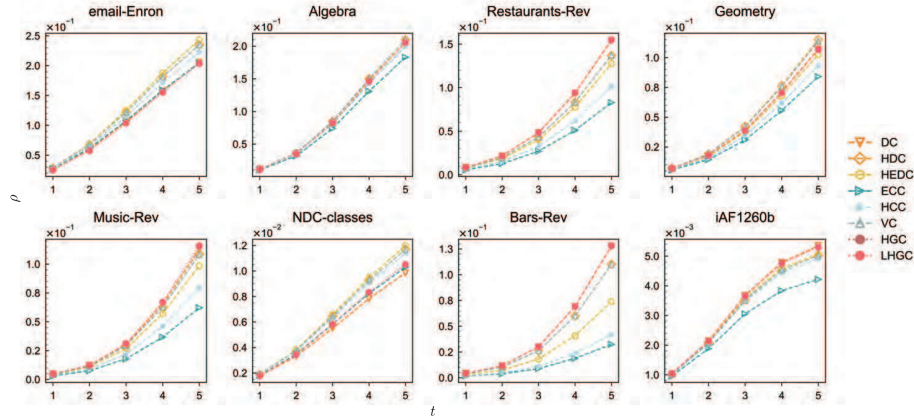 email-Enron
Algebra
Restaurants-Rev
Geometry
×10⁻¹
×10⁻¹
×10⁻¹
×10⁻¹
2.5
2.0
1.5
1.0
0.5
2.0
1.5
1.0
0.5
0.0
1.5
1.0
0.5
0.0
1.0
0.8
0.5
0.2
1 2 3 4 5
1 2 3 4 5
1 2 3 4 5
1 2 3 4 5
ρ
Music-Rev
NDC-classes
Bars-Rev
iAF1260b
×10⁻¹
×10⁻²
×10⁻¹
×10⁻³
1.0
0.8
0.5
0.2
0.0
1.2
1.0
0.8
0.6
0.4
0.2
1.3
1.0
0.8
0.5
0.2
0.0
5.0
4.0
3.0
2.0
1.0
1 2 3 4 5
1 2 3 4 5
1 2 3 4 5
1 2 3 4 5
t
DC
HDC
HEDC
ECC
HCC
VC
HGC
LHGC